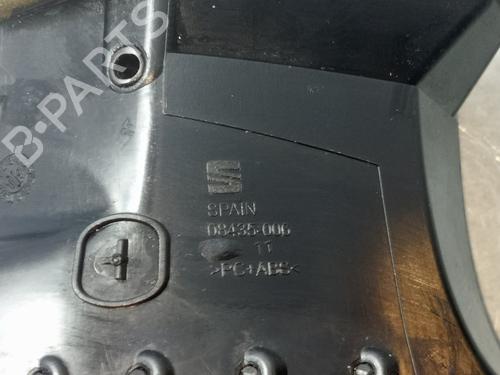 B-PARTS
SPAIN
08435·006
11
>PC+ABS<